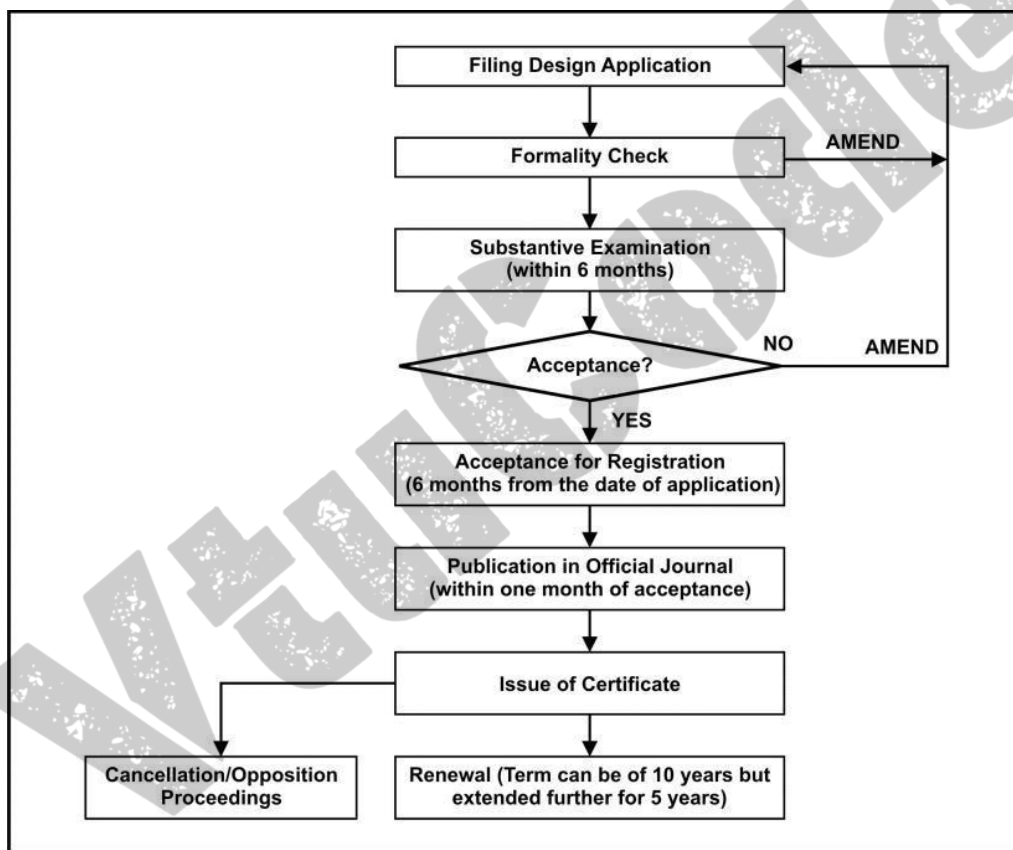 Filing Design Application
Formality Check
AMEND
Substantive Examination
(within 6 months)
Acceptance?
NO
AMEND
YES
Acceptance for Registration
(6 months from the date of application)
Publication in Official Journal
(within one month of acceptance)
Issue of Certificate
Cancellation/Opposition
Proceedings
Renewal (Term can be of 10 years but
extended further for 5 years)